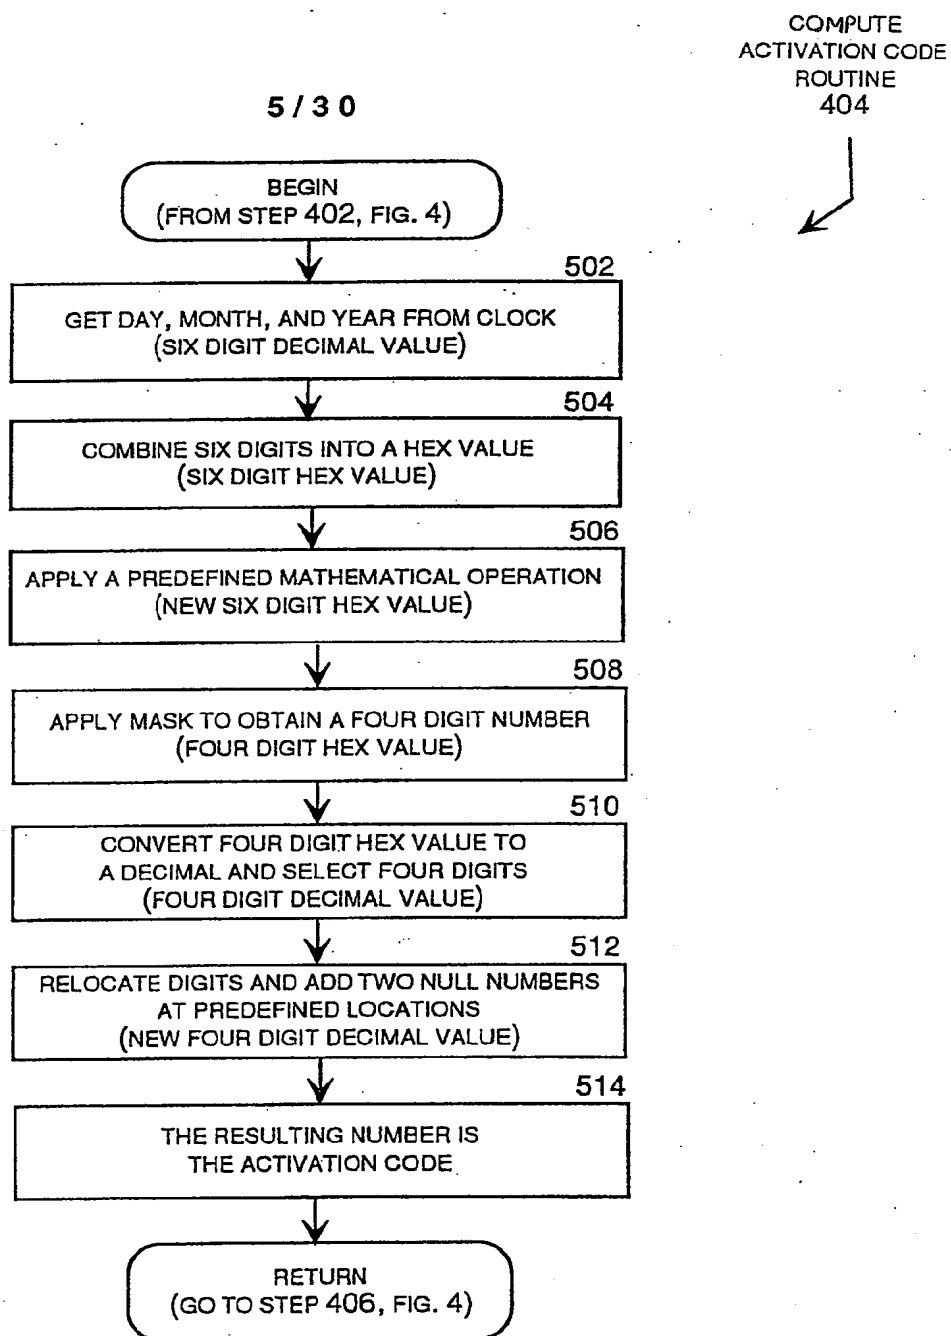 COMPUTE
ACTIVATION CODE
ROUTINE
404
5/30
BEGIN
(FROM STEP 402, FIG. 4)
502
GET DAY, MONTH, AND YEAR FROM CLOCK
(SIX DIGIT DECIMAL VALUE)
504
COMBINE SIX DIGITS INTO A HEX VALUE
(SIX DIGIT HEX VALUE)
506
APPLY A PREDEFINED MATHEMATICAL OPERATION
(NEW SIX DIGIT HEX VALUE)
508
APPLY MASK TO OBTAIN A FOUR DIGIT NUMBER
(FOUR DIGIT HEX VALUE)
510
CONVERT FOUR DIGIT HEX VALUE TO
A DECIMAL AND SELECT FOUR DIGITS
(FOUR DIGIT DECIMAL VALUE)
512
RELOCATE DIGITS AND ADD TWO NULL NUMBERS
AT PREDEFINED LOCATIONS
(NEW FOUR DIGIT DECIMAL VALUE)
514
THE RESULTING NUMBER IS
THE ACTIVATION CODE
RETURN
(GO TO STEP 406, FIG. 4)